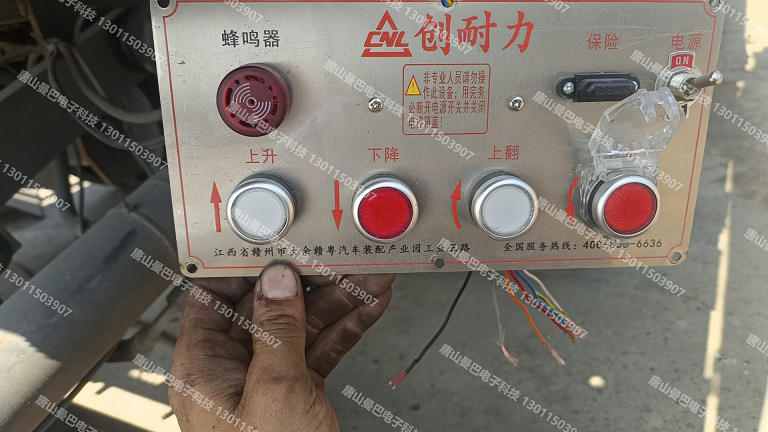 CNL 创耐力
蜂鸣器
保险
电源
ON
非专业人员请勿操
作此设备；用完务
必断开电源开关并关闭
电控箱盖！
上升
下降
上翻
江西省赣州市大余赣粤汽车装配产业园工业五路
全国服务热线：400-8 6-6636
唐山曼巴电子科技 13011503907